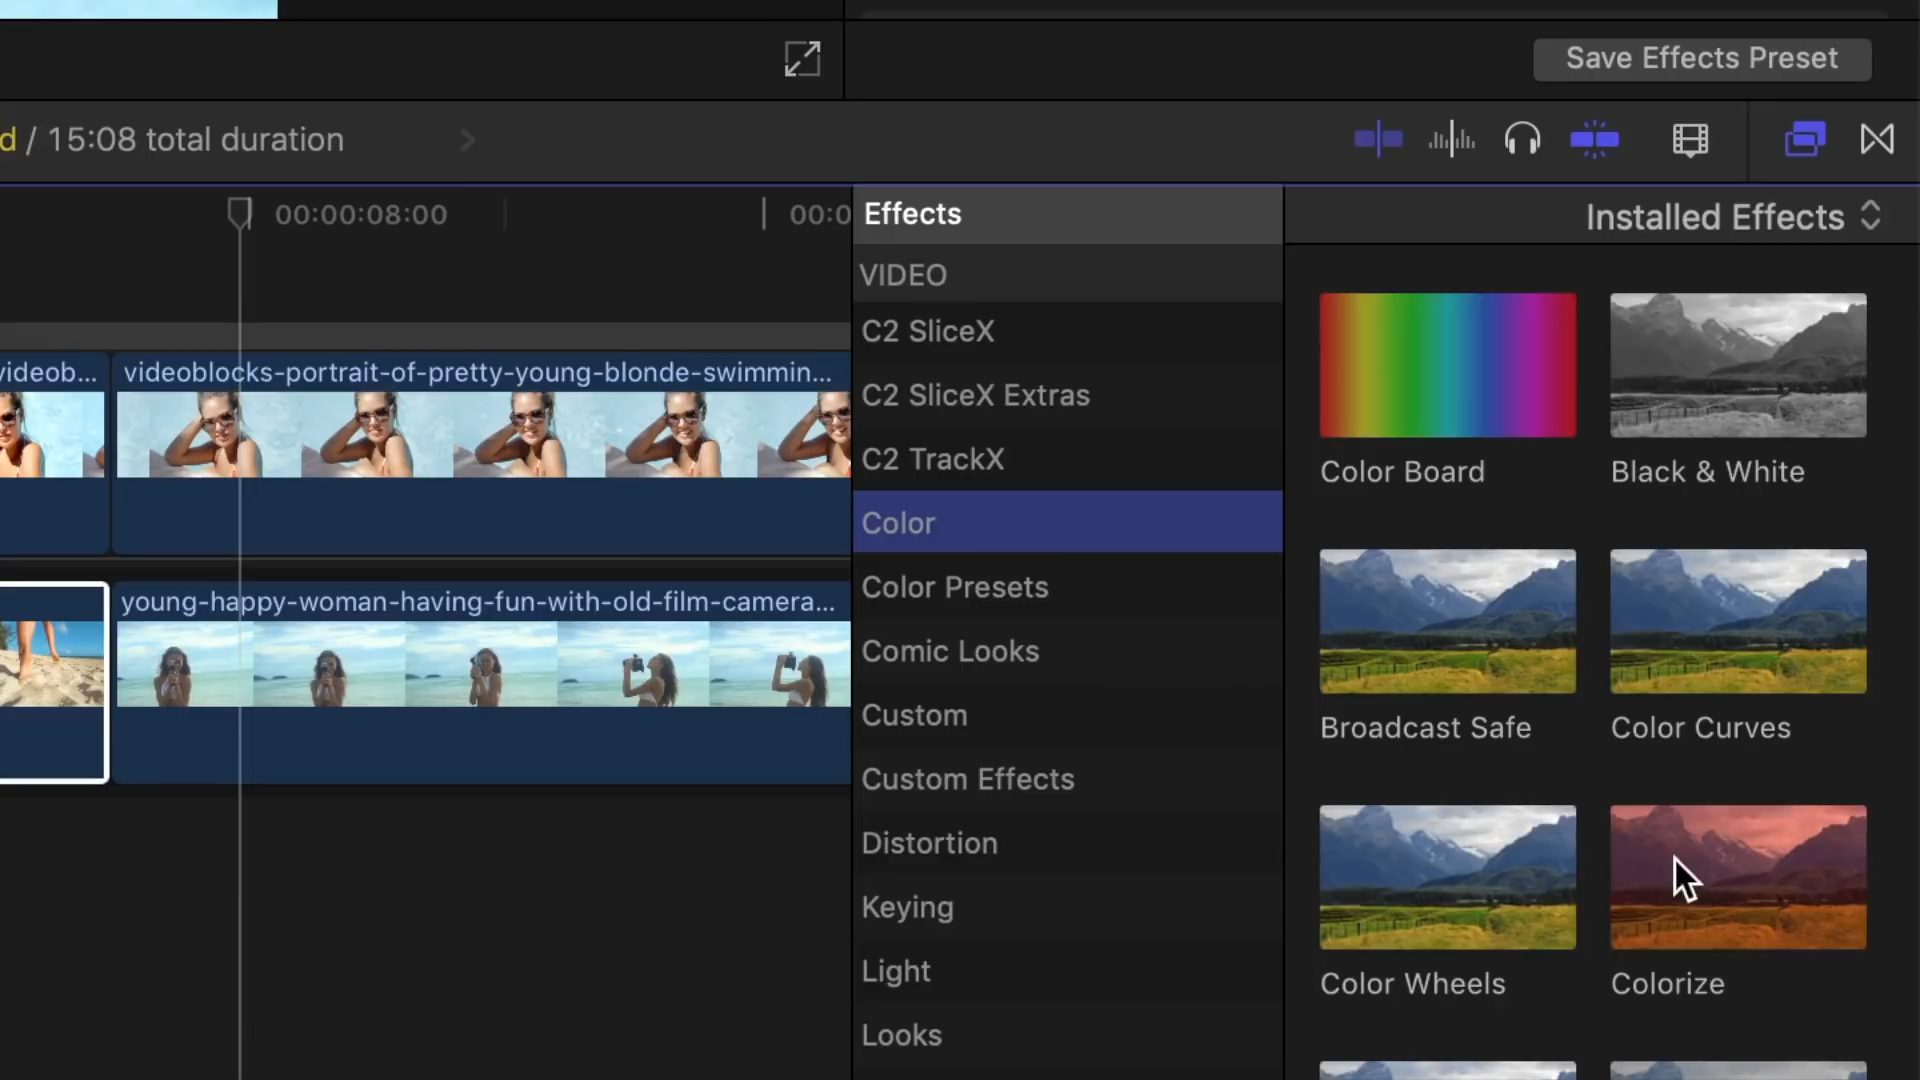 Save Effects Preset
d / 15:08 total duration
00:00:08:00
00:0
Effects
Installed Effects
VIDEO
C2 SliceX
C2 SliceX Extras
C2 TrackX
Color
Color Presets
Comic Looks
Custom
Custom Effects
Distortion
Keying
Light
Looks
videob...
videoblocks-portrait-of-pretty-young-blonde-swimmin...
young-happy-woman-having-fun-with-old-film-camera...
Color Board
Black & White
Broadcast Safe
Color Curves
Color Wheels
Colorize